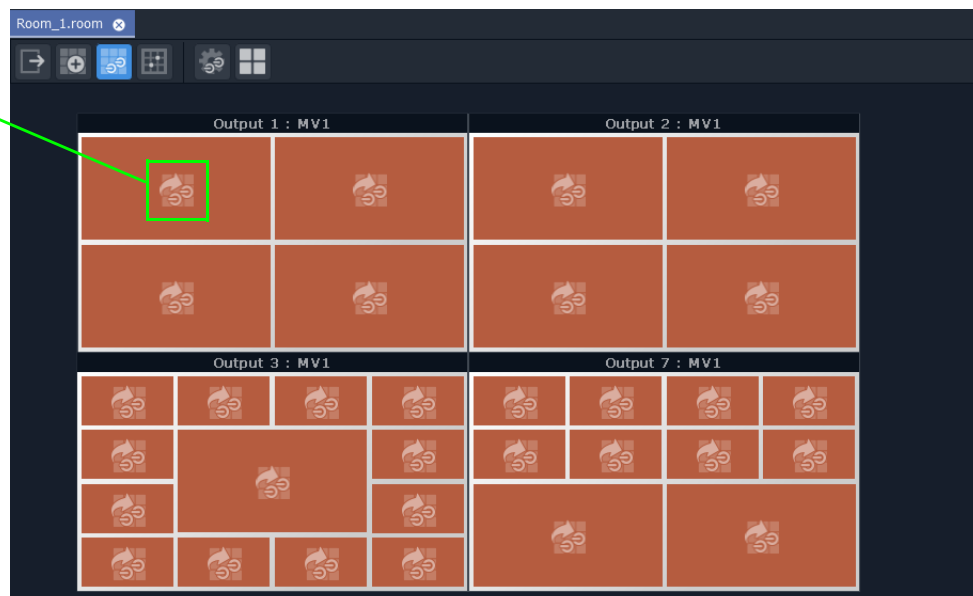 Room_1.room
Output 1 : MV1
Output 2 : MV1
Output 3 : MV1
Output 7 : MV1